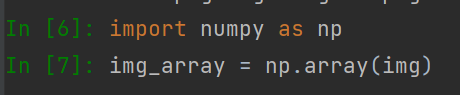 In [6]: import numpy as np
In [7]: img_array = np.array(img)